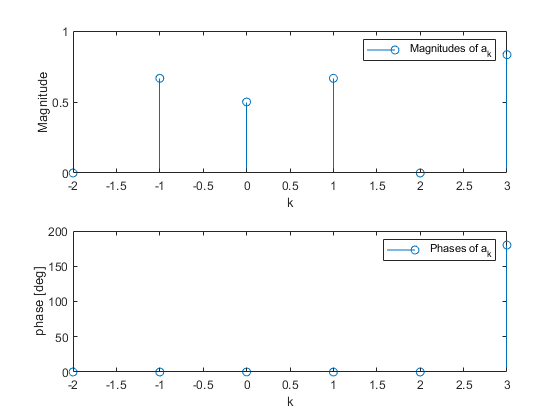 1
0.5
0
Magnitude
Magnitudes of a_k
-2 -1.5 -1 -0.5 0 0.5 1 1.5 2 2.5 3
k
200
150
100
50
0
phase [deg]
Phases of a_k
-2 -1.5 -1 -0.5 0 0.5 1 1.5 2 2.5 3
k